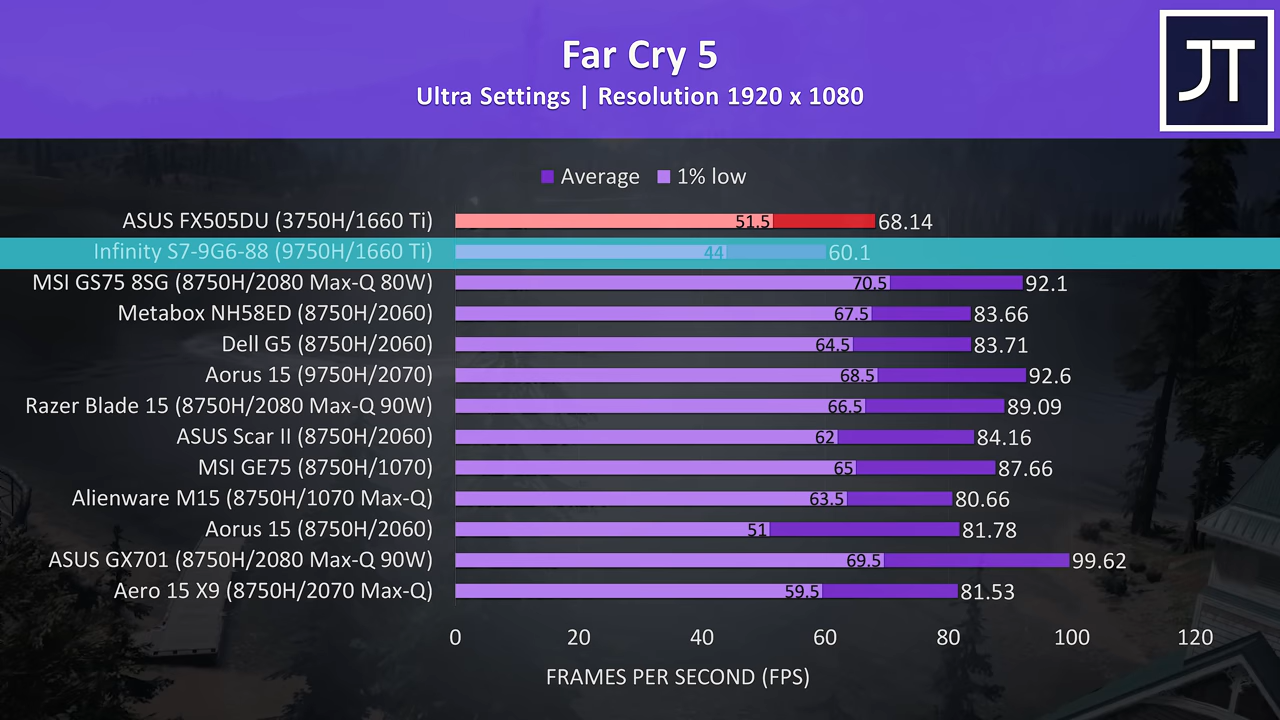 Far Cry 5
Ultra Settings | Resolution 1920 x 1080
JT
Average 1% low
ASUS FX505DU (3750H/1660 Ti) 51.5 68.14
Infinity S7-9G6-88 (9750H/1660 Ti) 44 60.1
MSI GS75 8SG (8750H/2080 Max-Q 80W) 70.5 92.1
Metabox NH58ED (8750H/2060) 67.5 83.66
Dell G5 (8750H/2060) 64.5 83.71
Aorus 15 (9750H/2070) 68.5 92.6
Razer Blade 15 (8750H/2080 Max-Q 90W) 66.5 89.09
ASUS Scar II (8750H/2060) 62 84.16
MSI GE75 (8750H/1070) 65 87.66
Alienware M15 (8750H/1070 Max-Q) 63.5 80.66
Aorus 15 (8750H/2060) 51 81.78
ASUS GX701 (8750H/2080 Max-Q 90W) 69.5 99.62
Aero 15 X9 (8750H/2070 Max-Q) 59.5 81.53
0 20 40 60 80 100 120
FRAMES PER SECOND (FPS)